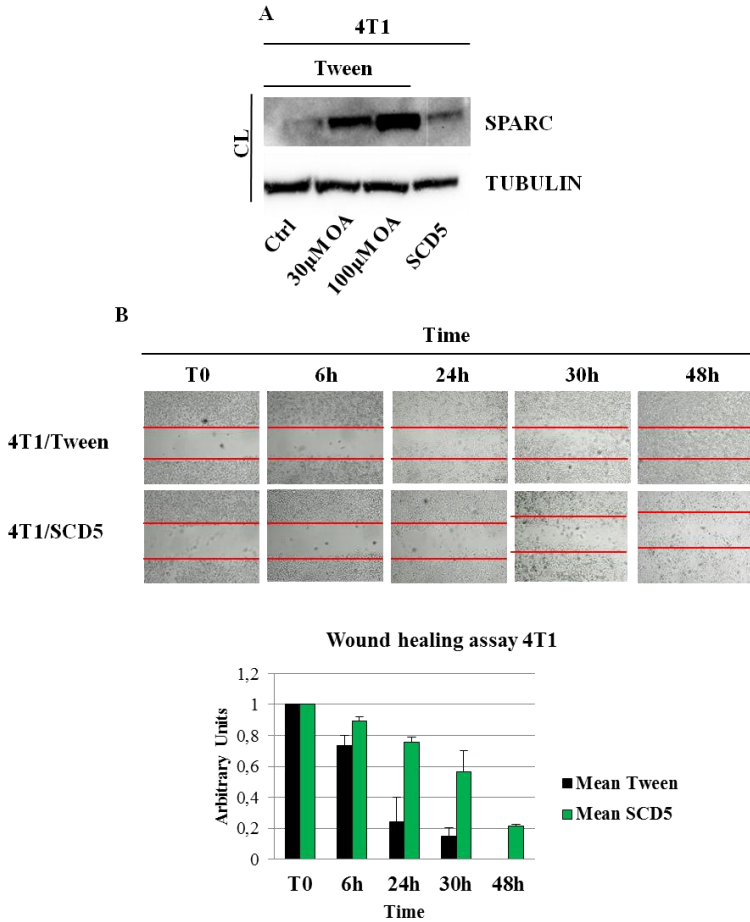 A
4T1
Tween
CL
SPARC
TUBULIN
Ctrl
30µM OA
100µM OA
SCD5
B
Time
T0 6h 24h 30h 48h
4T1/Tween
4T1/SCD5
Wound healing assay 4T1
Arbitrary Units
1,2
1
0,8
0,6
0,4
0,2
0
T0 6h 24h 30h 48h
Time
Mean Tween
Mean SCD5